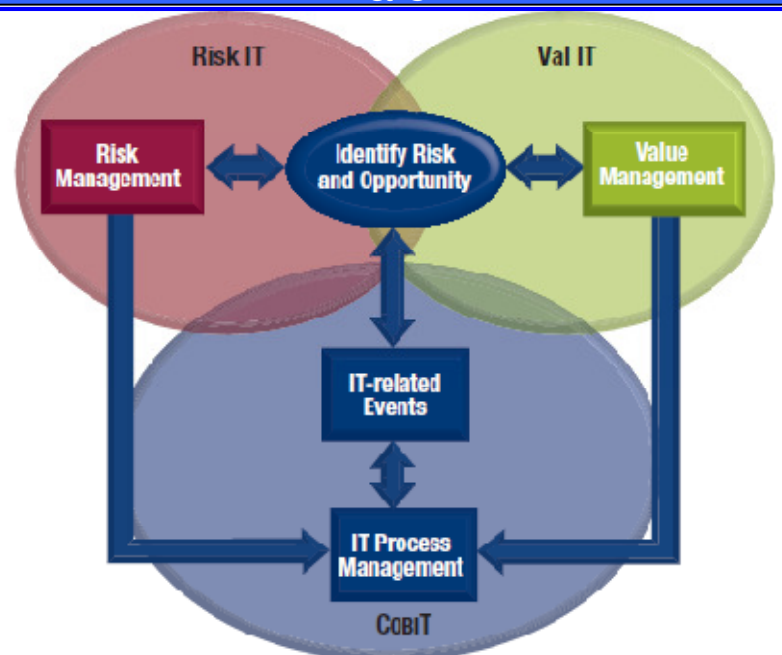 Risk IT
Val IT
Risk
Management
Identify Risk
and Opportunity
Value
Management
IT-related
Events
IT Process
Management
COBIT